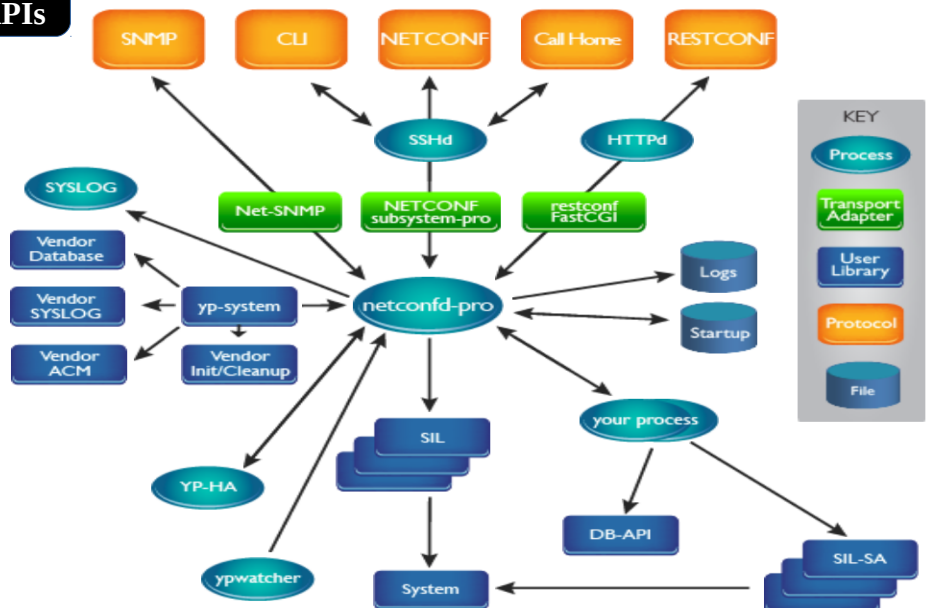 PIs
SNMP
CLI
NETCONF
Call Home
RESTCONF
KEY
SSHd
HTTPd
Process
SYSLOG
Net-SNMP
NETCONF
subsystem-pro
restconf
FastCGI
Transport
Adapter
Vendor
Database
User
Library
Logs
Vendor
SYSLOG
yp-system
netconfd-pro
Startup
Protocol
Vendor
ACM
Vendor
Init/Cleanup
File
your process
SIL
YP-HA
DB-API
SIL-SA
ypwatcher
System